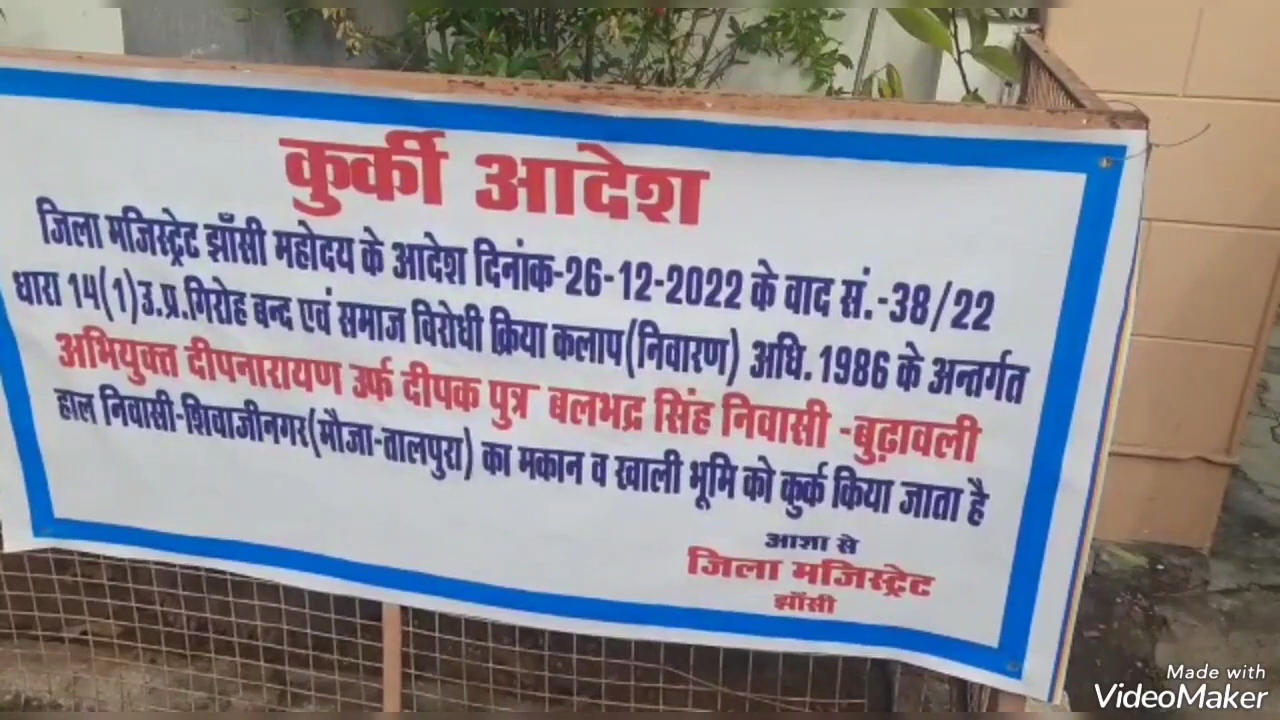 कुर्की आदेश
जिला मजिस्ट्रेट झाँसी महोदय के आदेश दिनांक-26-12-2022 के वाद सं.-38/22
धारा 14(1)उ.प्र.गिरोह बन्द एवं समाज विरोधी क्रिया कलाप(निवारण) अधि. 1986 के अन्तर्गत
अभियुक्त दीपनारायण उर्फ दीपक पुत्र बलभद्र सिंह निवासी -बुढ़ावली
हाल निवासी-शिवाजीनगर(मौजा-तालपुरा) का मकान व खाली भूमि को कुर्क किया जाता है
आशा से
जिला मजिस्ट्रेट
झाँसी
Made with
VideoMaker